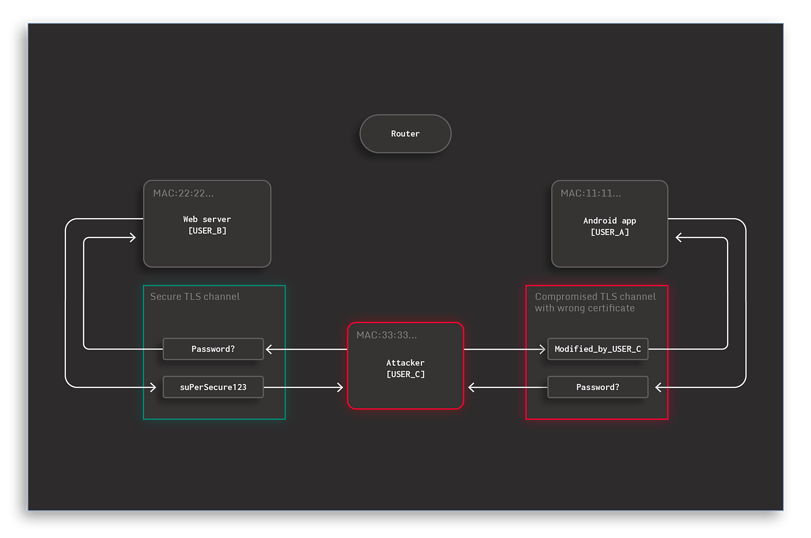 Router
MAC:22:22...
Web server
[USER_B]
MAC:11:11...
Android app
[USER_A]
Secure TLS channel
Password?
suPerSecure123
MAC:33:33...
Attacker
[USER_C]
Compromised TLS channel
with wrong certificate
Modified_by_USER_C
Password?